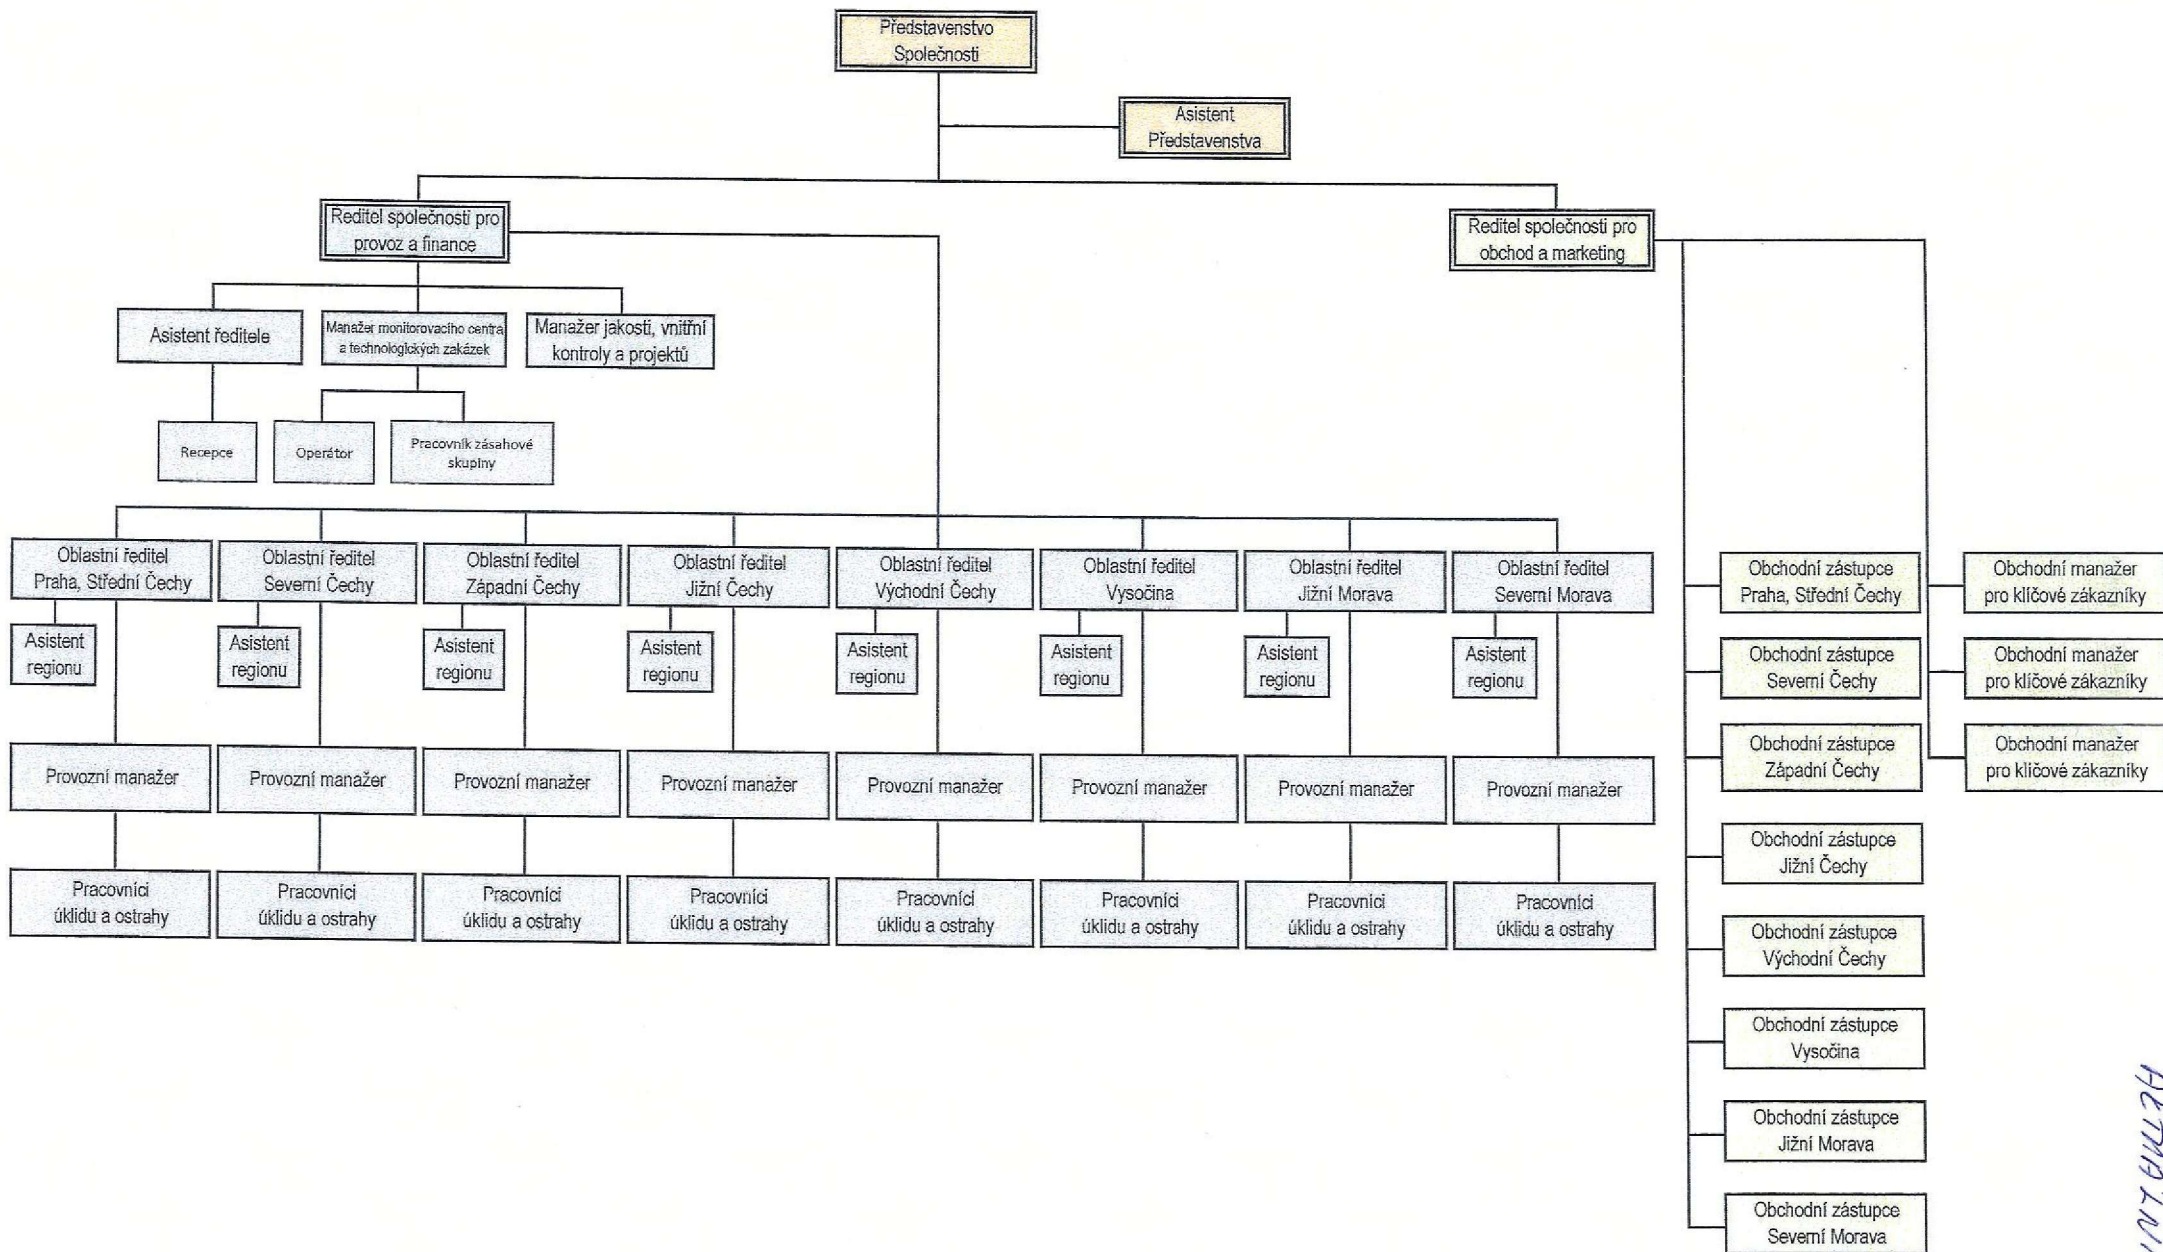 Představenstvo
Společnosti
Asistent
Představenstva
Ředitel společnosti pro
provoz a finance
Ředitel společnosti pro
obchod a marketing
Asistent ředitele
Manažer monitorovacího centra
a technologických zakázek
Manažer jakosti, vnitřní
kontroly a projektů
Recepce
Operátor
Pracovník zásahové
skupiny
Oblastní ředitel
Praha, Střední Čechy
Oblastní ředitel
Severní Čechy
Oblastní ředitel
Západní Čechy
Oblastní ředitel
Jižní Čechy
Oblastní ředitel
Východní Čechy
Oblastní ředitel
Vysočina
Oblastní ředitel
Jižní Morava
Oblastní ředitel
Severní Morava
Asistent
regionu
Asistent
regionu
Asistent
regionu
Asistent
regionu
Asistent
regionu
Asistent
regionu
Asistent
regionu
Asistent
regionu
Provozní manažer
Provozní manažer
Provozní manažer
Provozní manažer
Provozní manažer
Provozní manažer
Provozní manažer
Provozní manažer
Pracovníci
úklidu a ostrahy
Pracovníci
úklidu a ostrahy
Pracovníci
úklidu a ostrahy
Pracovníci
úklidu a ostrahy
Pracovníci
úklidu a ostrahy
Pracovníci
úklidu a ostrahy
Pracovníci
úklidu a ostrahy
Pracovníci
úklidu a ostrahy
Obchodní zástupce
Praha, Střední Čechy
Obchodní zástupce
Severní Čechy
Obchodní zástupce
Západní Čechy
Obchodní zástupce
Jižní Čechy
Obchodní zástupce
Východní Čechy
Obchodní zástupce
Vysočina
Obchodní zástupce
Jižní Morava
Obchodní zástupce
Severní Morava
Obchodní manažer
pro klíčové zákazníky
Obchodní manažer
pro klíčové zákazníky
Obchodní manažer
pro klíčové zákazníky